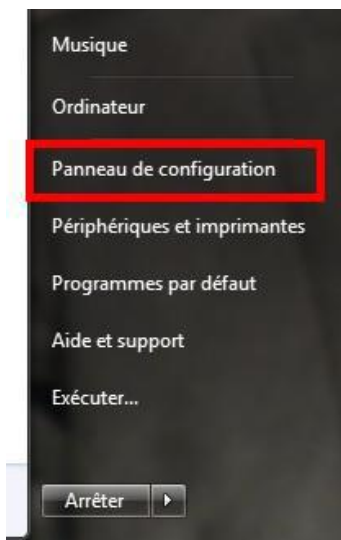 Musique
Ordinateur
Panneau de configuration
Périphériques et imprimantes
Programmes par défaut
Aide et support
Exécuter...
Arrêter